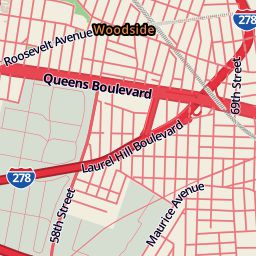 278
Woodside
Roosevelt Avenue
Queens Boulevard
69th Street
Laurel Hill Boulevard
278
58th Street
Maurice Avenue